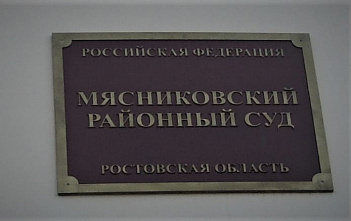 РОССИЙСКАЯ ФЕДЕРАЦИЯ
МЯСНИКОВСКИЙ
РАЙОННЫЙ СУД
РОСТОВСКАЯ ОБЛАСТЬ